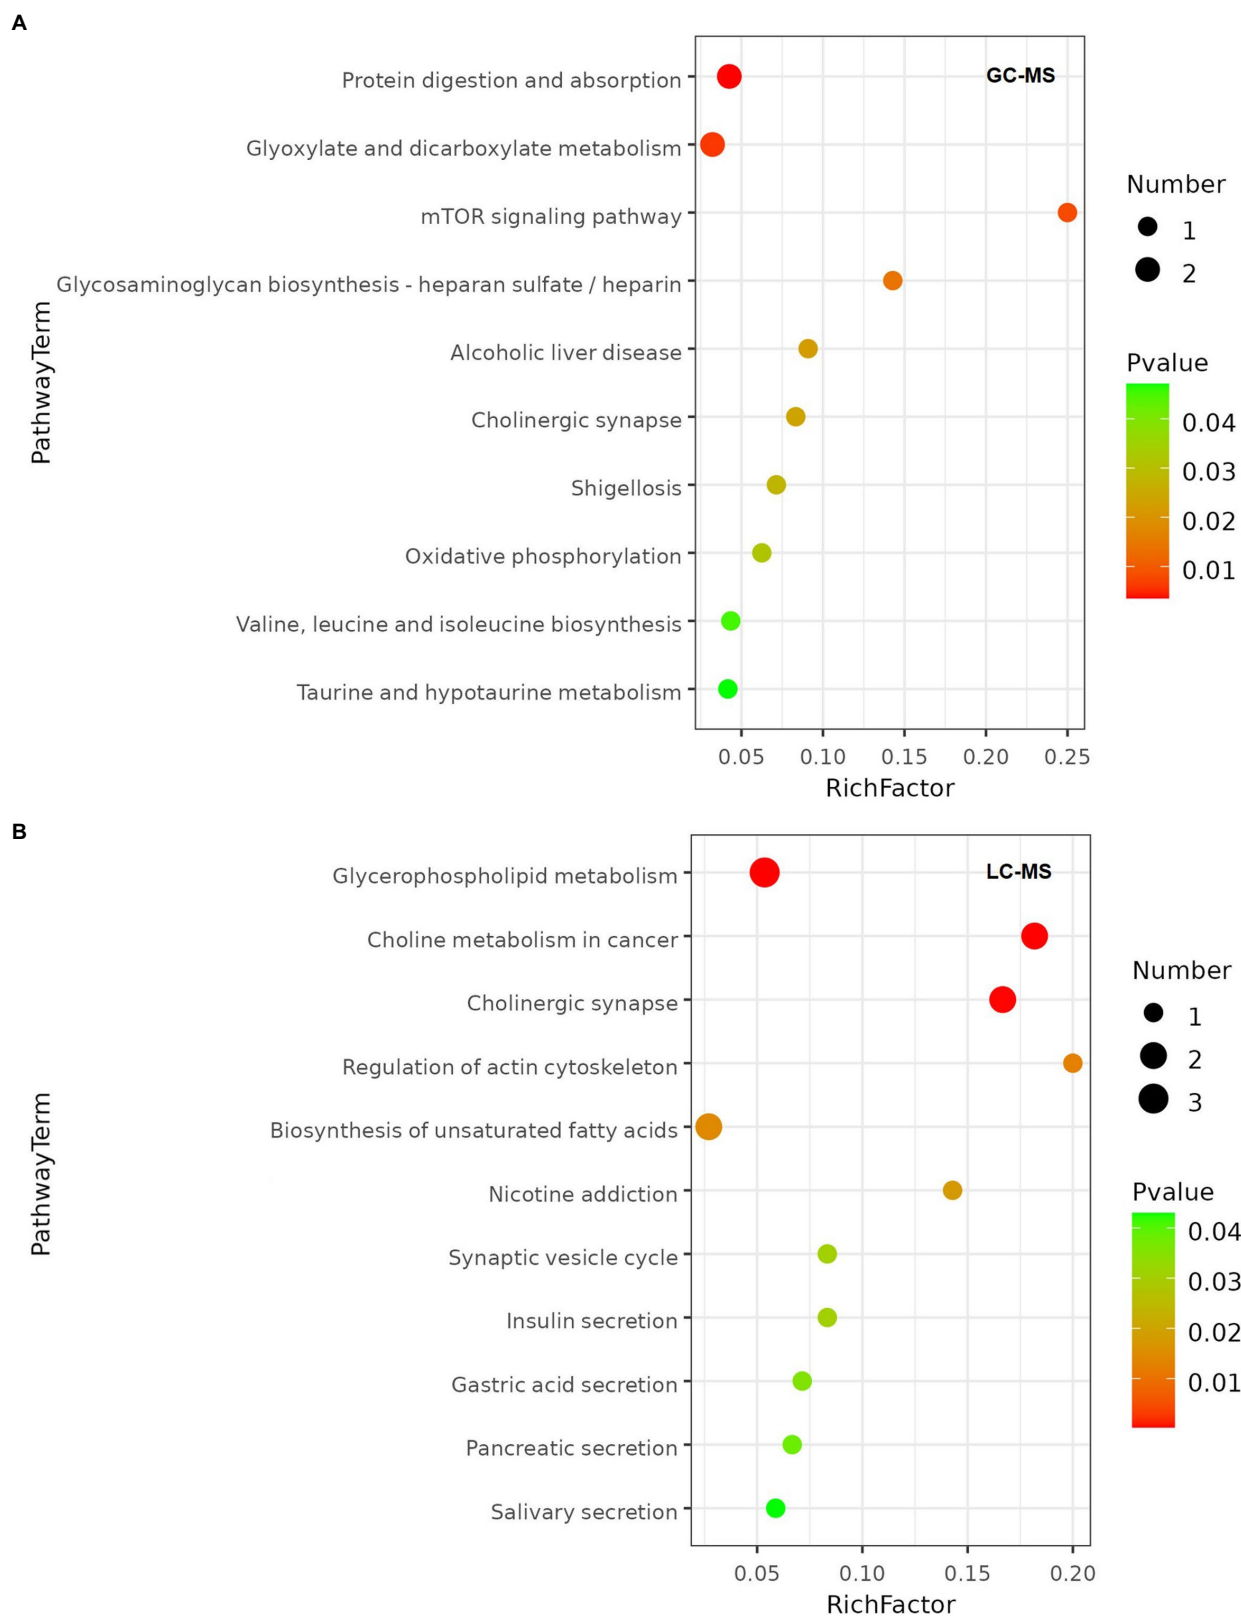 A
GC-MS
Protein digestion and absorption
Glyoxylate and dicarboxylate metabolism
mTOR signaling pathway
Glycosaminoglycan biosynthesis - heparan sulfate / heparin
Alcoholic liver disease
Cholinergic synapse
Shigellosis
Oxidative phosphorylation
Valine, leucine and isoleucine biosynthesis
Taurine and hypotaurine metabolism
PathwayTerm
0.05 0.10 0.15 0.20 0.25
RichFactor
Number
1
2
Pvalue
0.04
0.03
0.02
0.01
B
LC-MS
Glycerophospholipid metabolism
Choline metabolism in cancer
Cholinergic synapse
Regulation of actin cytoskeleton
Biosynthesis of unsaturated fatty acids
Nicotine addiction
Synaptic vesicle cycle
Insulin secretion
Gastric acid secretion
Pancreatic secretion
Salivary secretion
PathwayTerm
0.05 0.10 0.15 0.20
RichFactor
Number
1
2
3
Pvalue
0.04
0.03
0.02
0.01